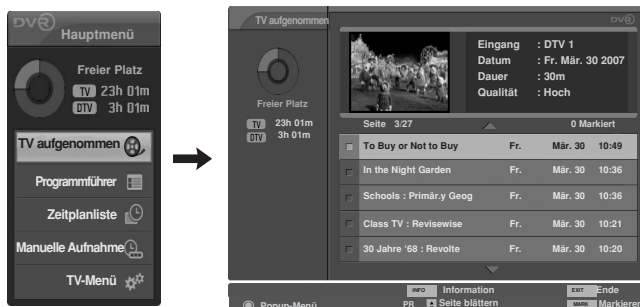 DVR
Hauptmenü
Freier Platz
TV 23h 01m
DTV 3h 01m
TV aufgenommen
Programmführer
Zeitplanliste
Manuelle Aufnahme
TV-Menü
TV aufgenommen
DVR
Freier Platz
TV 23h 01m
DTV 3h 01m
Eingang : DTV 1
Datum : Fr. Mär. 30 2007
Dauer : 30m
Qualität : Hoch
Seite 3/27 0 Markiert
To Buy or Not to Buy Fr. Mär. 30 10:49
In the Night Garden Fr. Mär. 30 10:36
Schools : Primär.y Geog Fr. Mär. 30 10:36
Class TV : Revisewise Fr. Mär. 30 10:21
30 Jahre '68 : Revolte Fr. Mär. 30 10:20
INFO Information EXIT Ende
Popup-Menü PR : Seite blättern MARK Markieren